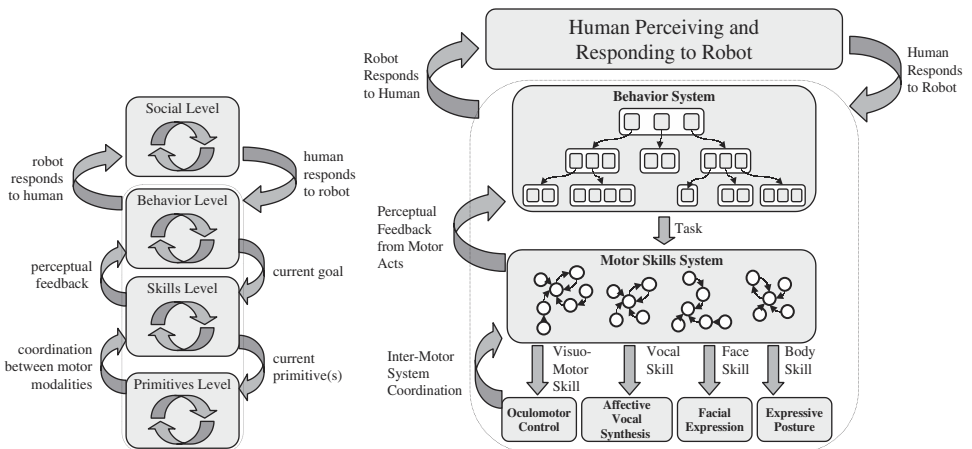 Social Level
robot
responds
to human
human
responds
to robot
Behavior Level
perceptual
feedback
current goal
Skills Level
coordination
between motor
modalities
current
primitive(s)
Primitives Level
Human Perceiving and
Responding to Robot
Robot
Responds
to Human
Human
Responds
to Robot
Behavior System
Perceptual
Feedback
from Motor
Acts
Task
Motor Skills System
Inter-Motor
System
Coordination
Visuo-
Motor
Skill
Vocal
Skill
Face
Skill
Body
Skill
Oculomotor
Control
Affective
Vocal
Synthesis
Facial
Expression
Expressive
Posture